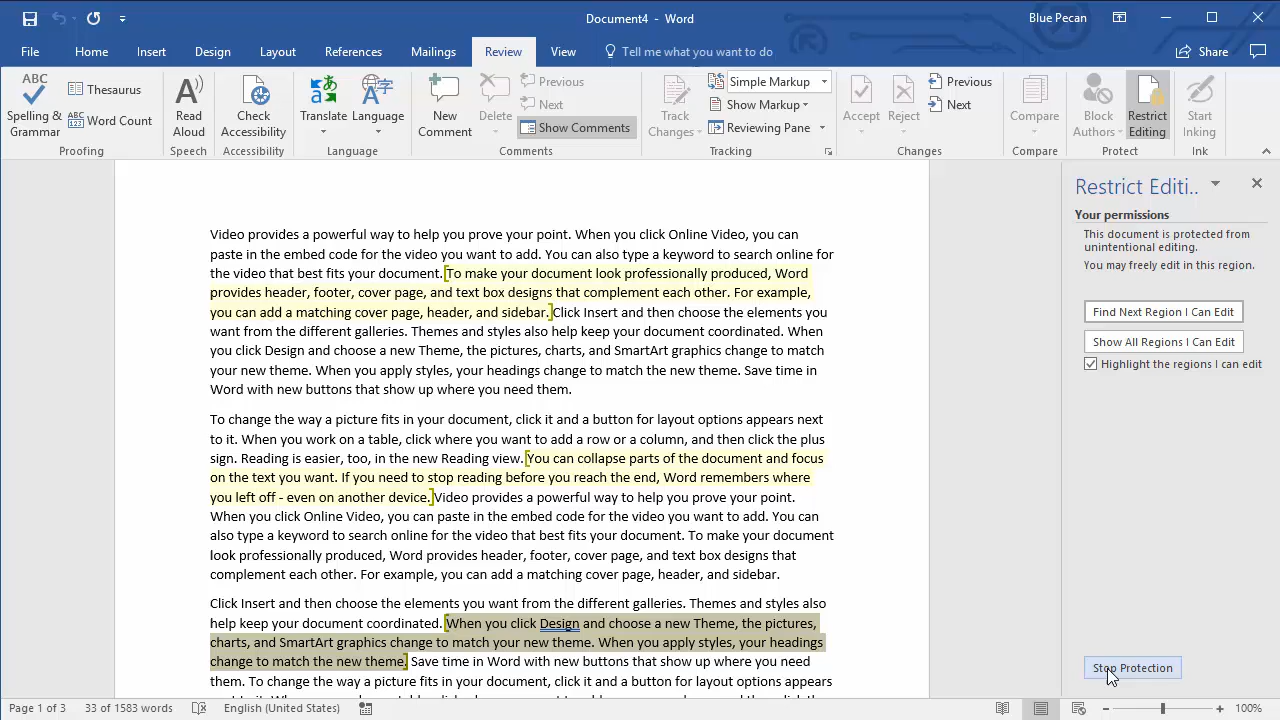 Document4 - Word
Blue Pecan
File Home Insert Design Layout References Mailings Review View Tell me what you want to do Share
ABC
Spelling & Grammar
Thesaurus
ABC
123
Word Count
Proofing
Read Aloud
Speech
Check Accessibility
Accessibility
Translate
Language
Language
New Comment
Delete
Previous
Next
Show Comments
Comments
Track Changes
Simple Markup
Show Markup
Reviewing Pane
Tracking
Accept
Reject
Previous
Next
Changes
Compare
Compare
Block Authors
Restrict Editing
Protect
Start Inking
Ink
Video provides a powerful way to help you prove your point. When you click Online Video, you can
paste in the embed code for the video you want to add. You can also type a keyword to search online for
the video that best fits your document. [To make your document look professionally produced, Word
provides header, footer, cover page, and text box designs that complement each other. For example,
you can add a matching cover page, header, and sidebar.]Click Insert and then choose the elements you
want from the different galleries. Themes and styles also help keep your document coordinated. When
you click Design and choose a new Theme, the pictures, charts, and SmartArt graphics change to match
your new theme. When you apply styles, your headings change to match the new theme. Save time in
Word with new buttons that show up where you need them.
To change the way a picture fits in your document, click it and a button for layout options appears next
to it. When you work on a table, click where you want to add a row or a column, and then click the plus
sign. Reading is easier, too, in the new Reading view. [You can collapse parts of the document and focus
on the text you want. If you need to stop reading before you reach the end, Word remembers where
you left off - even on another device.]Video provides a powerful way to help you prove your point.
When you click Online Video, you can paste in the embed code for the video you want to add. You can
also type a keyword to search online for the video that best fits your document. To make your document
look professionally produced, Word provides header, footer, cover page, and text box designs that
complement each other. For example, you can add a matching cover page, header, and sidebar.
Click Insert and then choose the elements you want from the different galleries. Themes and styles also
help keep your document coordinated. [When you click Design and choose a new Theme, the pictures,
charts, and SmartArt graphics change to match your new theme. When you apply styles, your headings
change to match the new theme.] Save time in Word with new buttons that show up where you need
them. To change the way a picture fits in your document, click it and a button for layout options appears
Restrict Editi..
Your permissions
This document is protected from
unintentional editing.
You may freely edit in this region.
Find Next Region I Can Edit
Show All Regions I Can Edit
Highlight the regions I can edit
Stop Protection
Page 1 of 3 33 of 1583 words English (United States) 100%